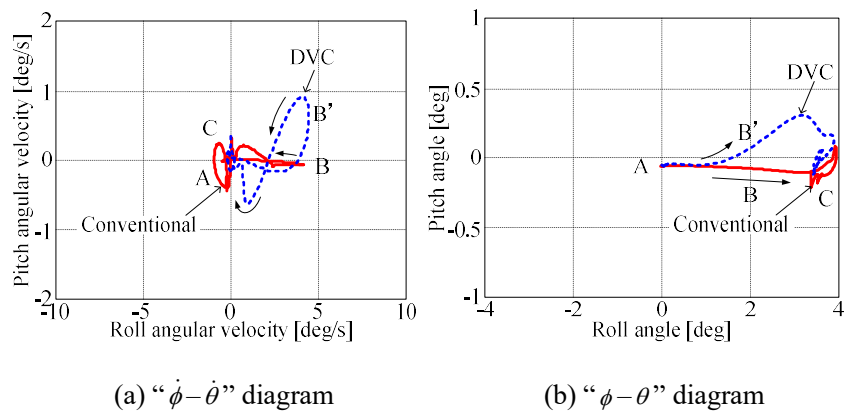 2
1
0
-1
-2
-10
-5
0
5
10
Pitch angular velocity [deg/s]
Roll angular velocity [deg/s]
DVC
B’
B
C
A
Conventional
(a) “ϕ̇−θ̇” diagram
1
0.5
0
-0.5
-1
-4
-2
0
2
4
Pitch angle [deg]
Roll angle [deg]
DVC
B’
A
B
C
Conventional
(b) “ϕ−θ” diagram